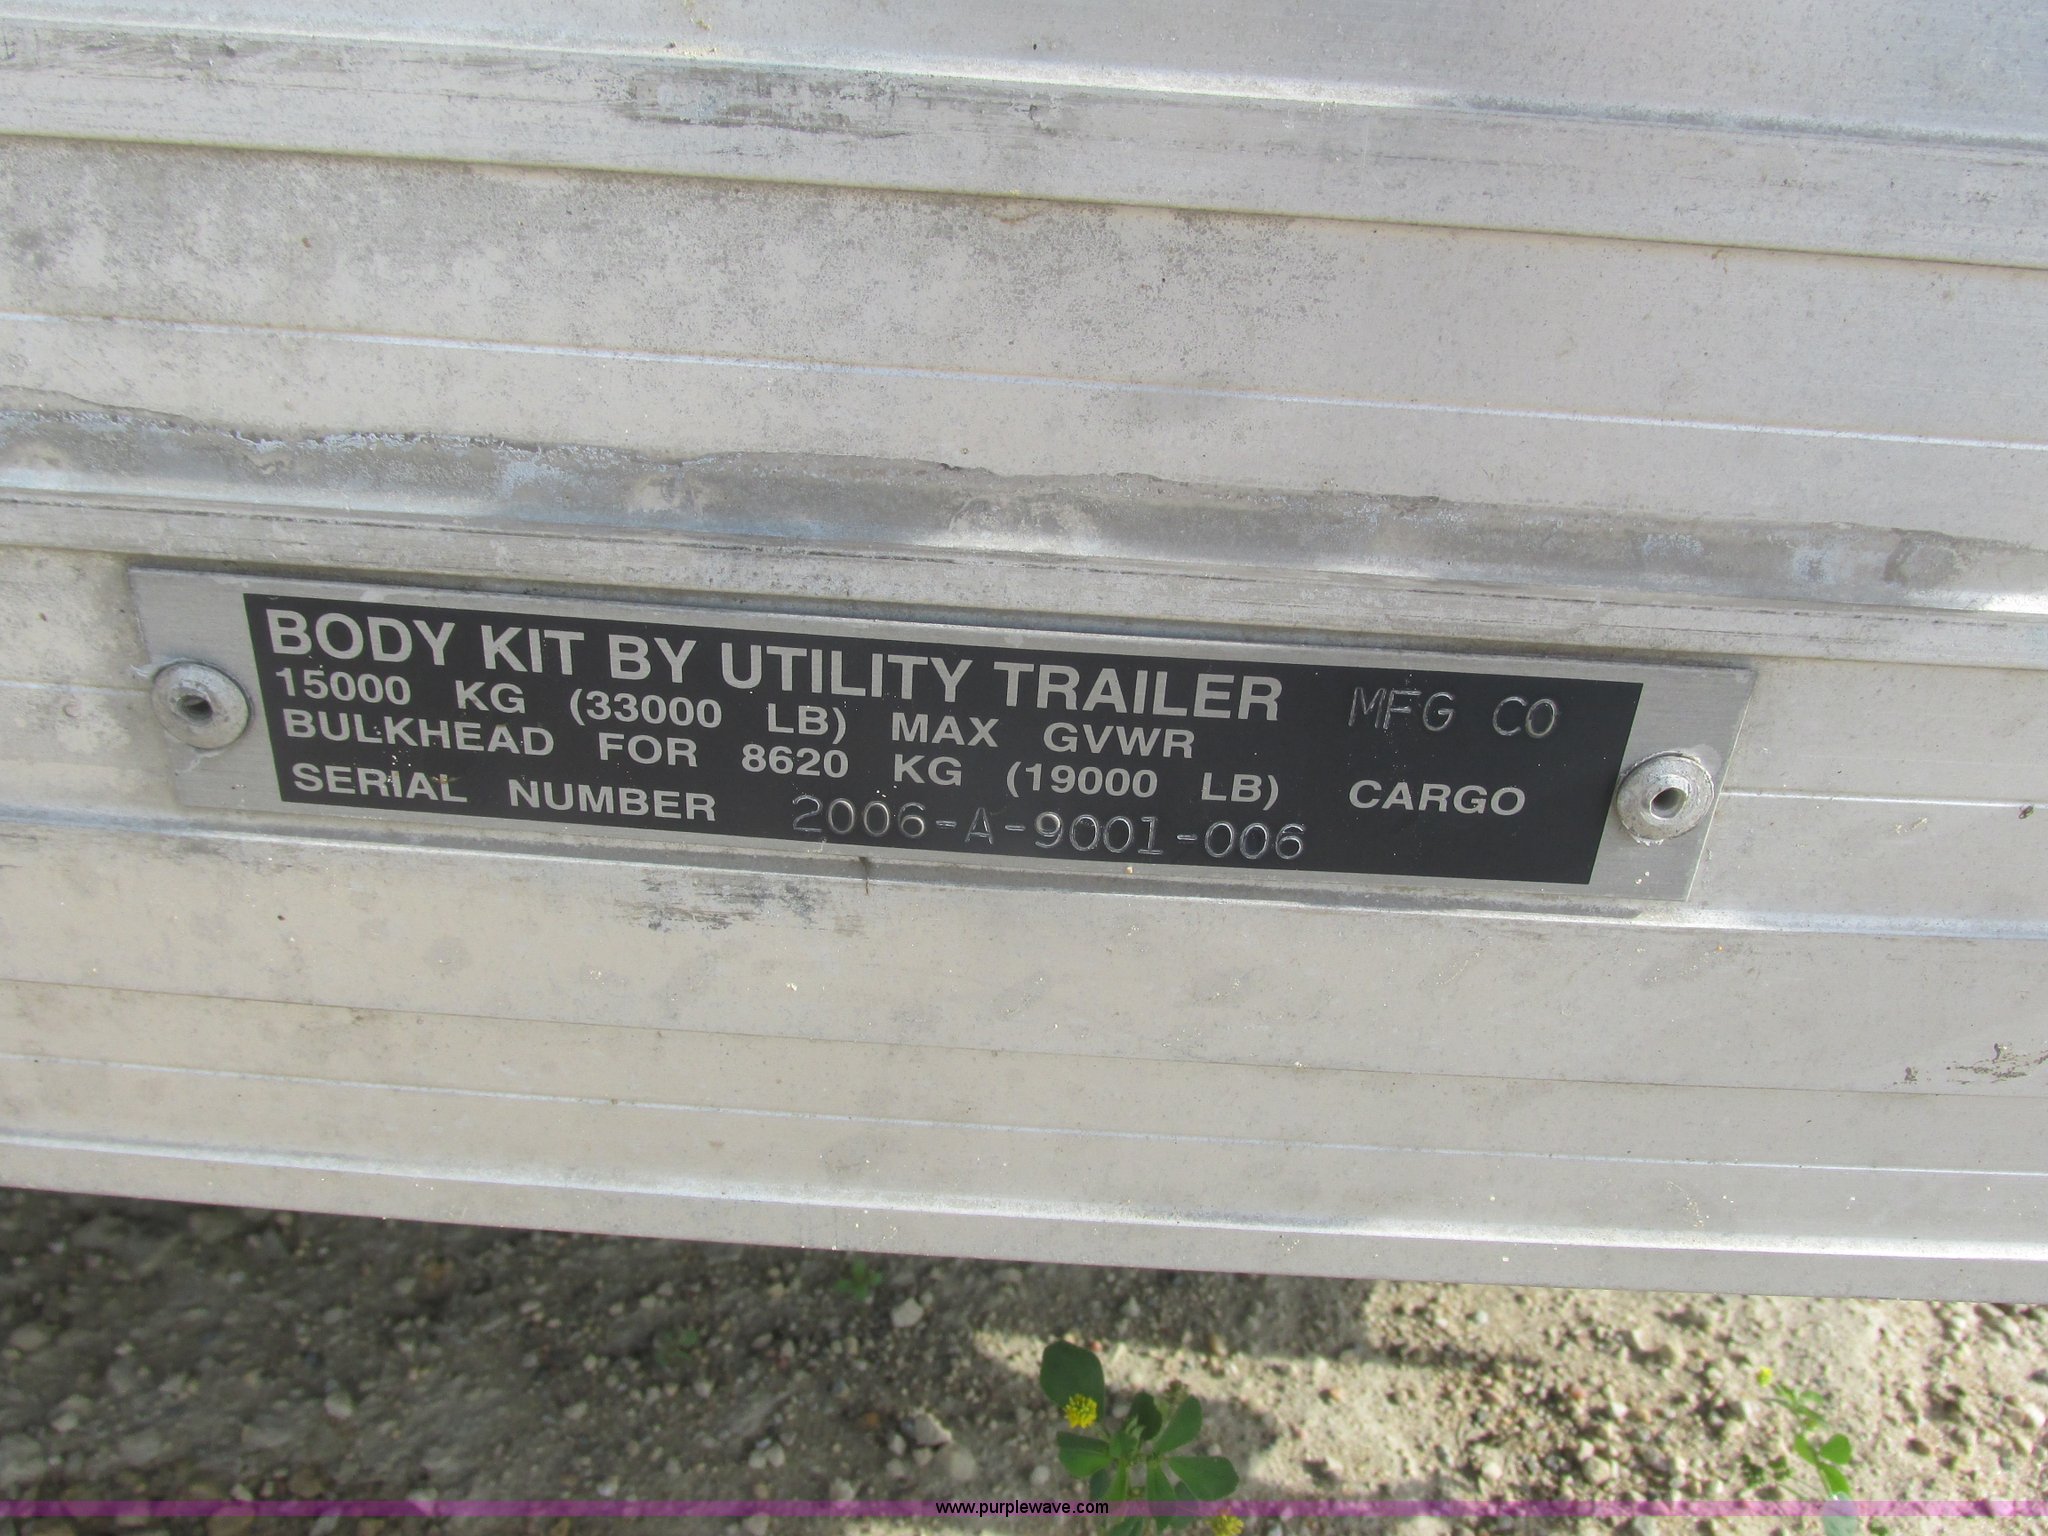 BODY KIT BY UTILITY TRAILER MFG CO
15000 KG (33000 LB) MAX GVWR
BULKHEAD FOR 8620 KG (19000 LB) CARGO
SERIAL NUMBER 2006-A-9001-006
www.purplewave.com